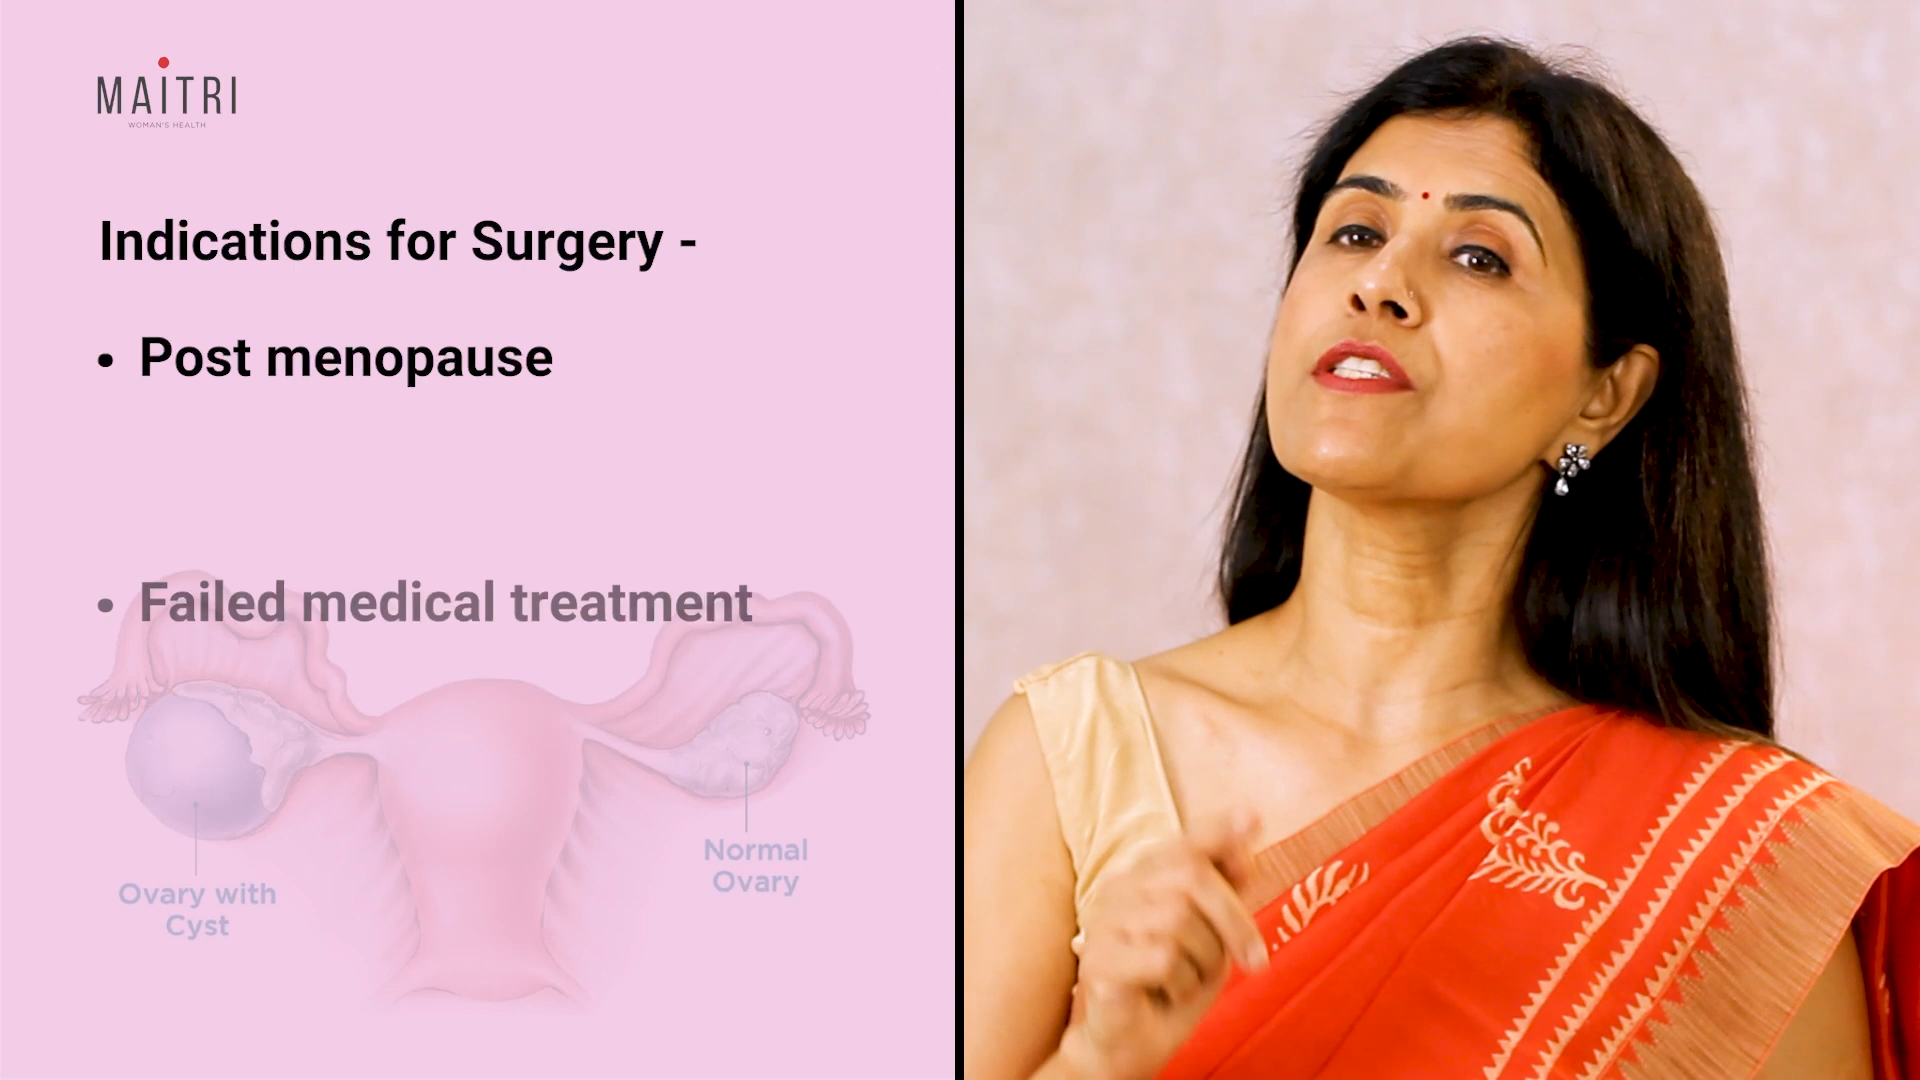 MAITRI
WOMAN'S HEALTH
Indications for Surgery -
• Post menopause
• Failed medical treatment
Normal
Ovary
Ovary with
Cyst